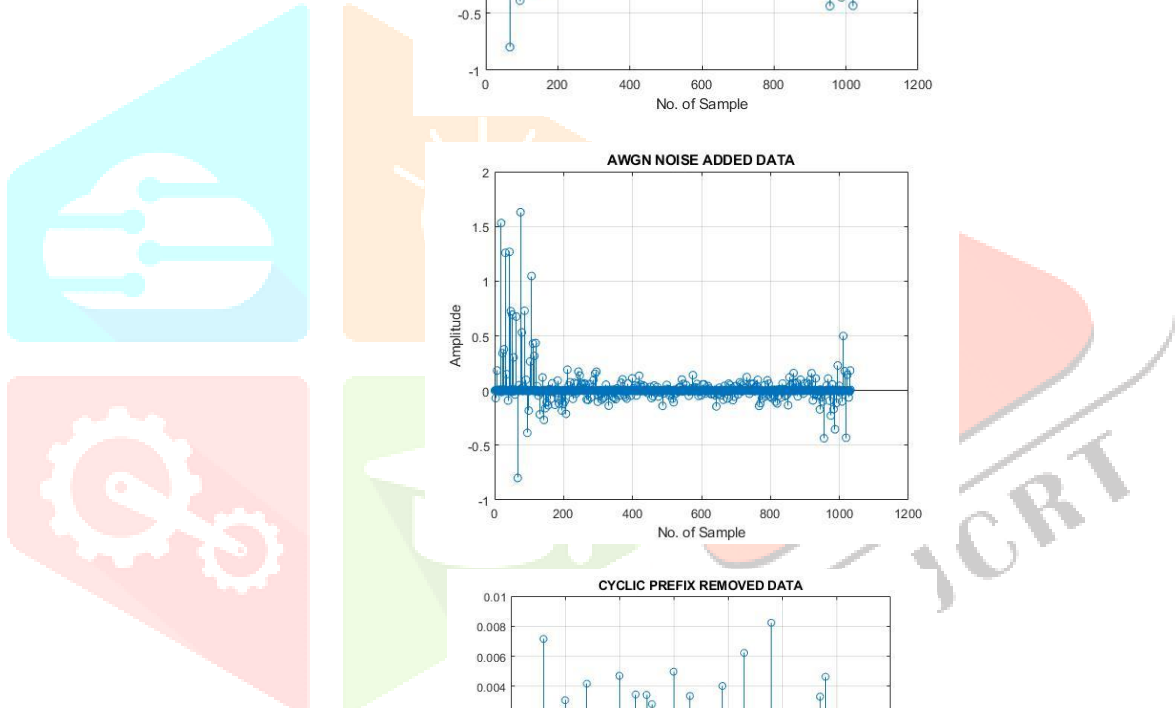 -0.5
-1
0 200 400 600 800 1000 1200
No. of Sample
AWGN NOISE ADDED DATA
2
1.5
1
0.5
0
-0.5
-1
Amplitude
0 200 400 600 800 1000 1200
No. of Sample
IJCRT
CYCLIC PREFIX REMOVED DATA
0.01
0.008
0.006
0.004